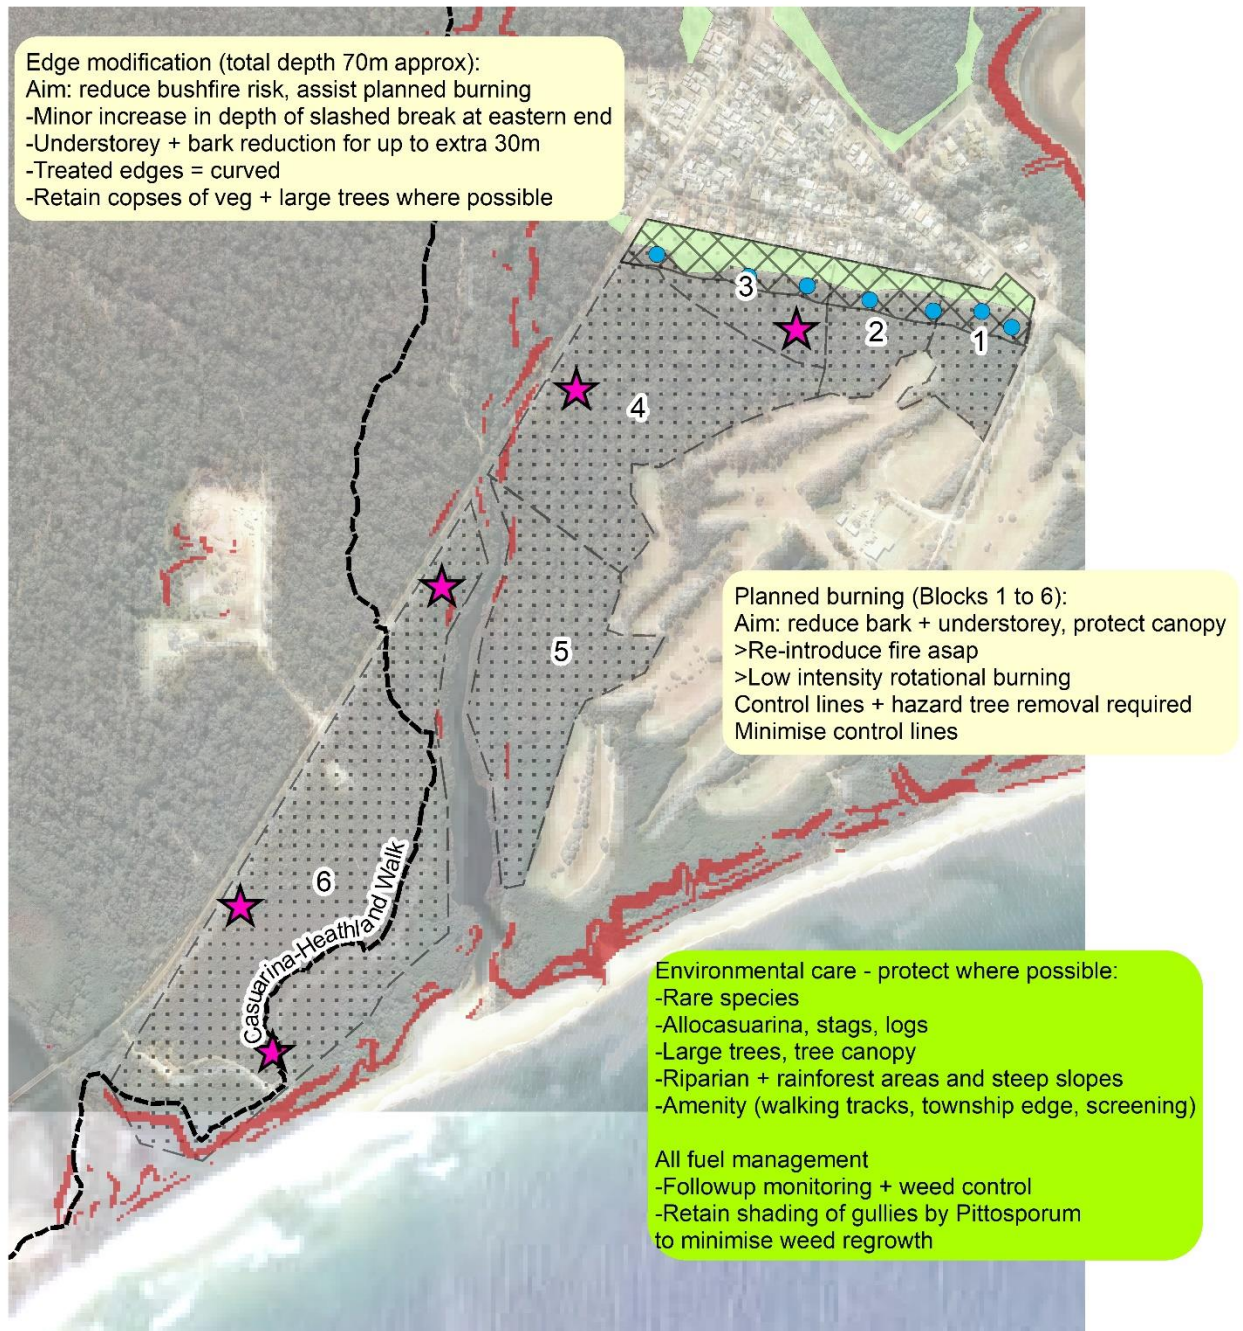 Edge modification (total depth 70m approx):
Aim: reduce bushfire risk, assist planned burning
-Minor increase in depth of slashed break at eastern end
-Understorey + bark reduction for up to extra 30m
-Treated edges = curved
-Retain copses of veg + large trees where possible
3
2
1
4
5
6
Casuarina-Heathland Walk
Planned burning (Blocks 1 to 6):
Aim: reduce bark + understorey, protect canopy
>Re-introduce fire asap
>Low intensity rotational burning
Control lines + hazard tree removal required
Minimise control lines
Environmental care - protect where possible:
-Rare species
-Allocasuarina, stags, logs
-Large trees, tree canopy
-Riparian + rainforest areas and steep slopes
-Amenity (walking tracks, township edge, screening)
All fuel management
-Followup monitoring + weed control
-Retain shading of gullies by Pittosporum
to minimise weed regrowth